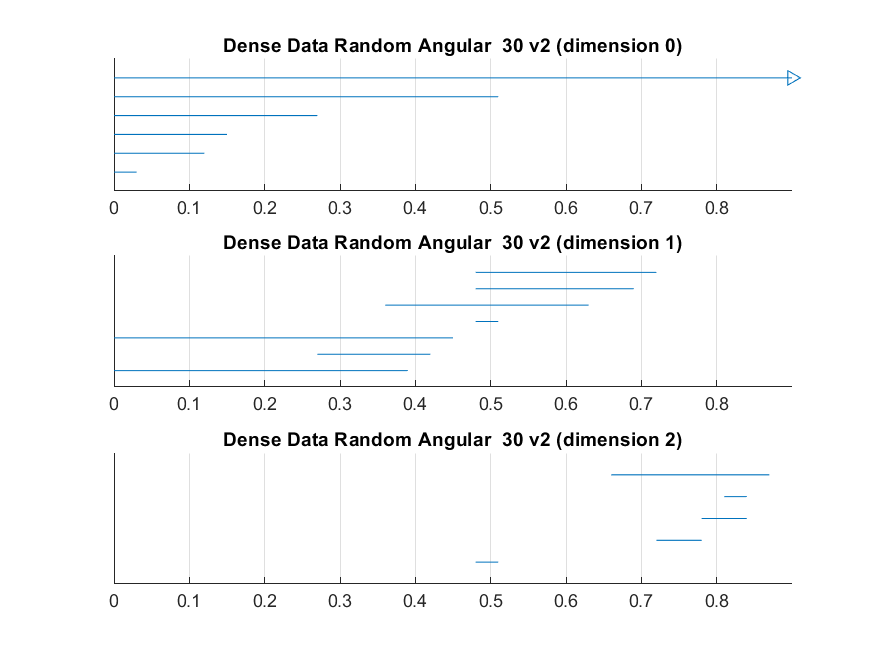 Dense Data Random Angular  30 v2 (dimension 0)
0 0.1 0.2 0.3 0.4 0.5 0.6 0.7 0.8
Dense Data Random Angular  30 v2 (dimension 1)
0 0.1 0.2 0.3 0.4 0.5 0.6 0.7 0.8
Dense Data Random Angular  30 v2 (dimension 2)
0 0.1 0.2 0.3 0.4 0.5 0.6 0.7 0.8